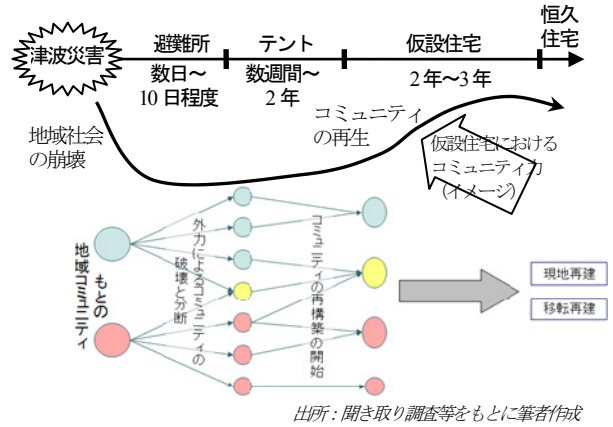 津波災害
避難所
テント
仮設住宅
恒久
住宅
数日～
10日程度
数週間～
2年
2年～3年
地域社会
の崩壊
コミュニティ
の再生
仮設住宅における
コミュニティ力
(イメージ)
もとの
地域コミュニティ
外力によるコミュニティの
破壊と分断
コミュニティの再構築の開始
現地再建
移転再建
出所：聞き取り調査等をもとに筆者作成